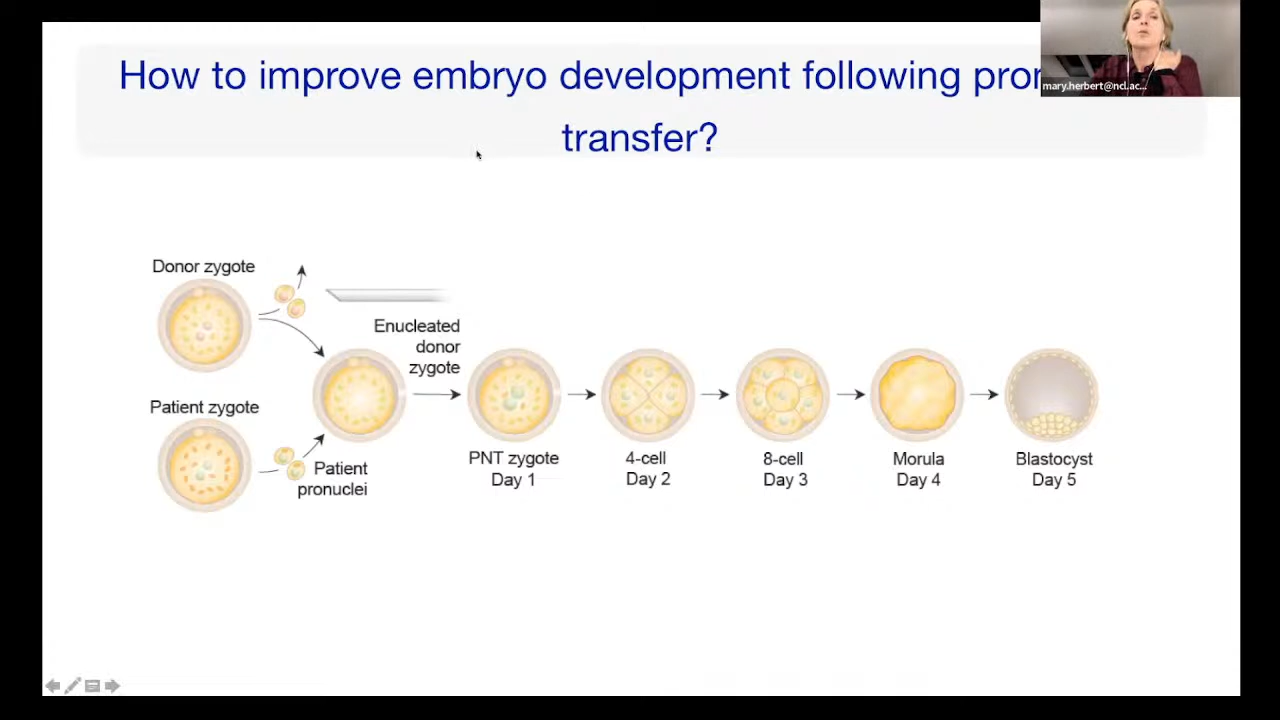 How to improve embryo development following
transfer?
mary.herbert@ncl.ac...
Donor zygote
Enucleated
donor
zygote
Patient zygote
Patient
pronuclei
PNT zygote
Day 1
4-cell
Day 2
8-cell
Day 3
Morula
Day 4
Blastocyst
Day 5